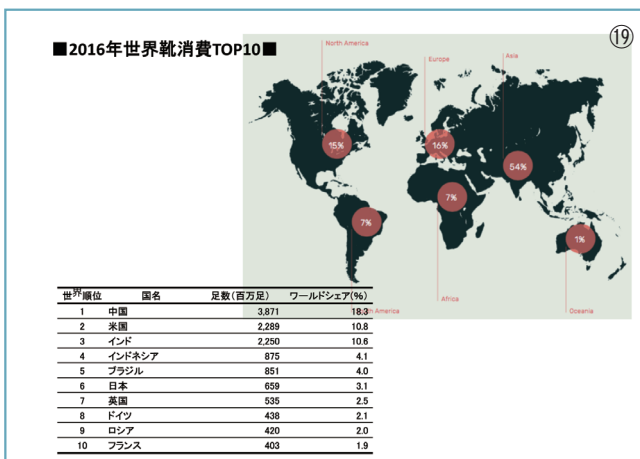 ⑲
■2016年世界靴消費TOP10■
North America
Europe
Asia
15%
16%
54%
7%
7%
1%
South America
Africa
Oceania
世界順位 国名 足数(百万足) ワールドシェア(%)
1 中国 3,871 18.3
2 米国 2,289 10.8
3 インド 2,250 10.6
4 インドネシア 875 4.1
5 ブラジル 851 4.0
6 日本 659 3.1
7 英国 535 2.5
8 ドイツ 438 2.1
9 ロシア 420 2.0
10 フランス 403 1.9